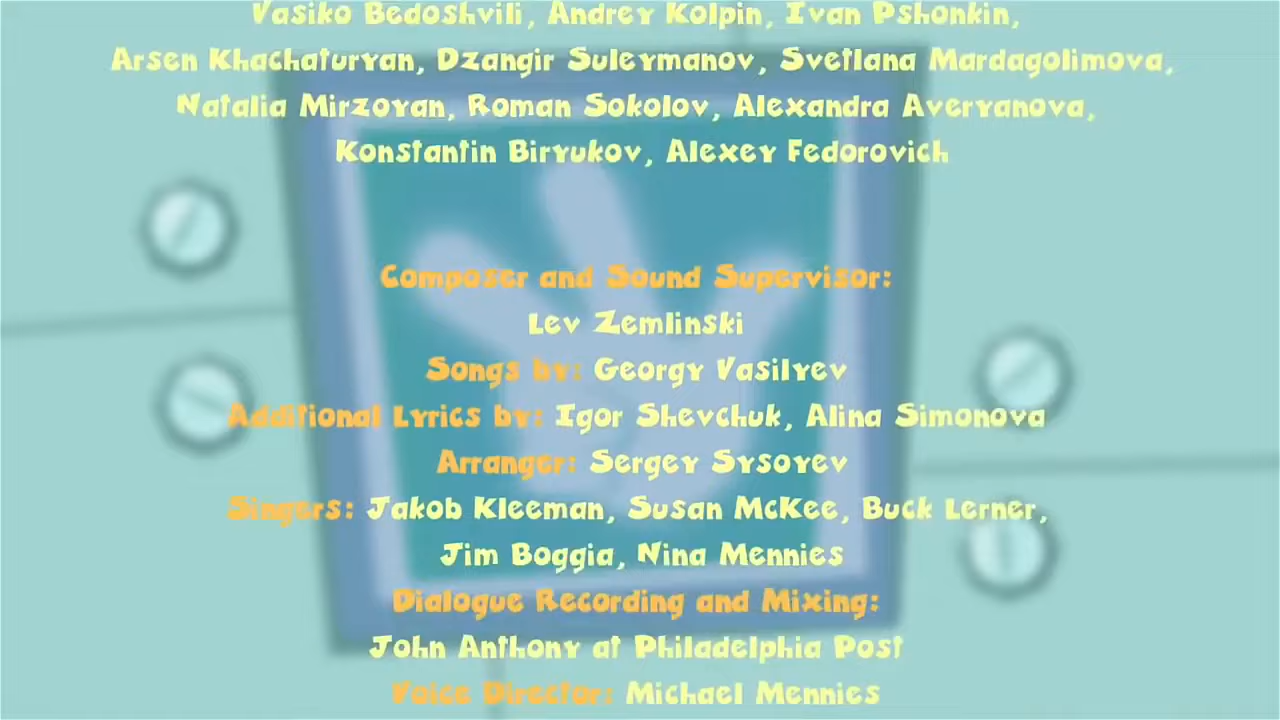 Vasiko Bedoshvili, Andrey Kolpin, Ivan Pshonkin,
Arsen Khachaturyan, Dzangir Suleymanov, Svetlana Mardagolimova,
Natalia Mirzoyan, Roman Sokolov, Alexandra Averyanova,
Konstantin Biryukov, Alexey Fedorovich
Composer and Sound Supervisor:
Lev Zemlinski
Songs by: Georgy Vasilyev
Additional Lyrics by: Igor Shevchuk, Alina Simonova
Arranger: Sergey Sysoyev
Singers: Jakob Kleeman, Susan McKee, Buck Lerner,
Jim Boggia, Nina Mennies
Dialogue Recording and Mixing:
John Anthony at Philadelphia Post
Voice Director: Michael Mennies